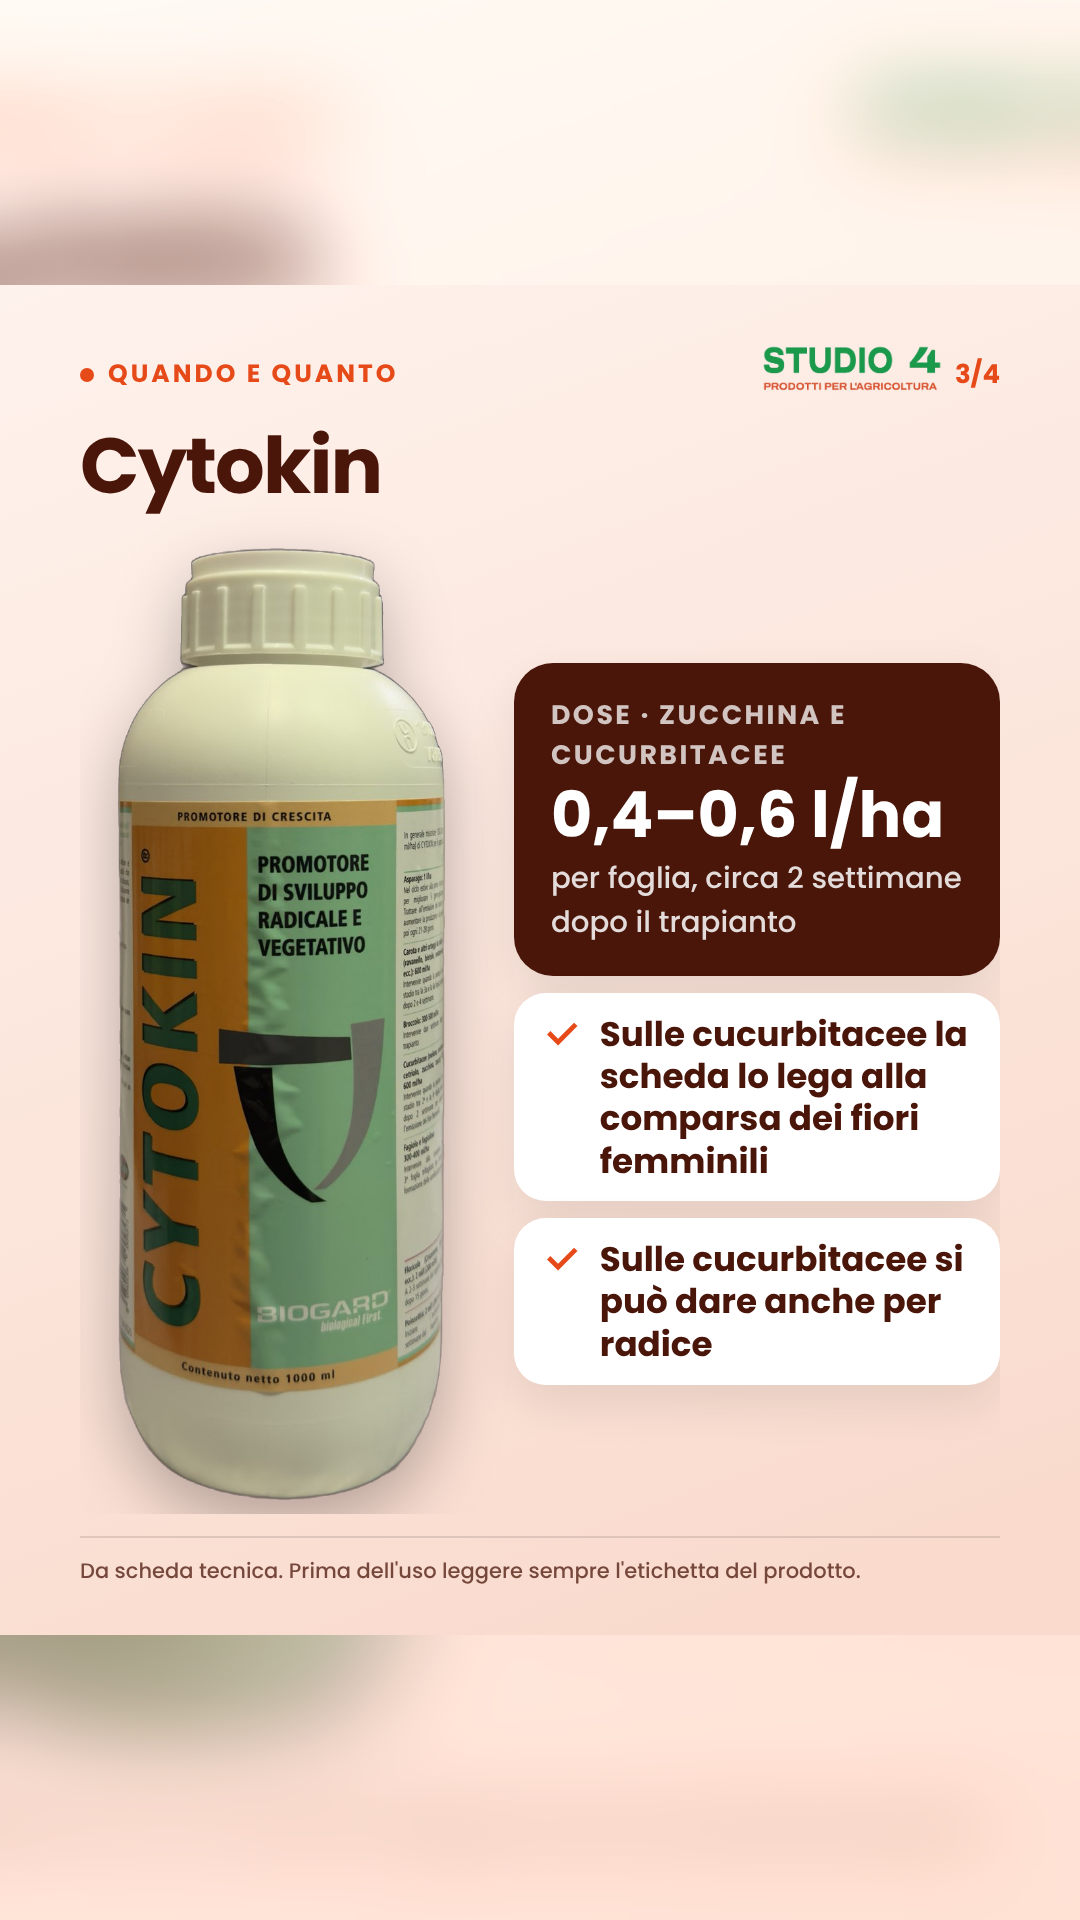 QUANDO E QUANTO
STUDIO 4
PRODOTTI PER L'AGRICOLTURA
3/4
Cytokin
PROMOTORE DI CRESCITA
CYTOKIN®
PROMOTORE
DI SVILUPPO
RADICALE E
VEGETATIVO
BIOGARD
biological First.
Contenuto netto 1000 ml
DOSE · ZUCCHINA E
CUCURBITACEE
0,4–0,6 l/ha
per foglia, circa 2 settimane
dopo il trapianto
Sulle cucurbitacee la
scheda lo lega alla
comparsa dei fiori
femminili
Sulle cucurbitacee si
può dare anche per
radice
Da scheda tecnica. Prima dell'uso leggere sempre l'etichetta del prodotto.